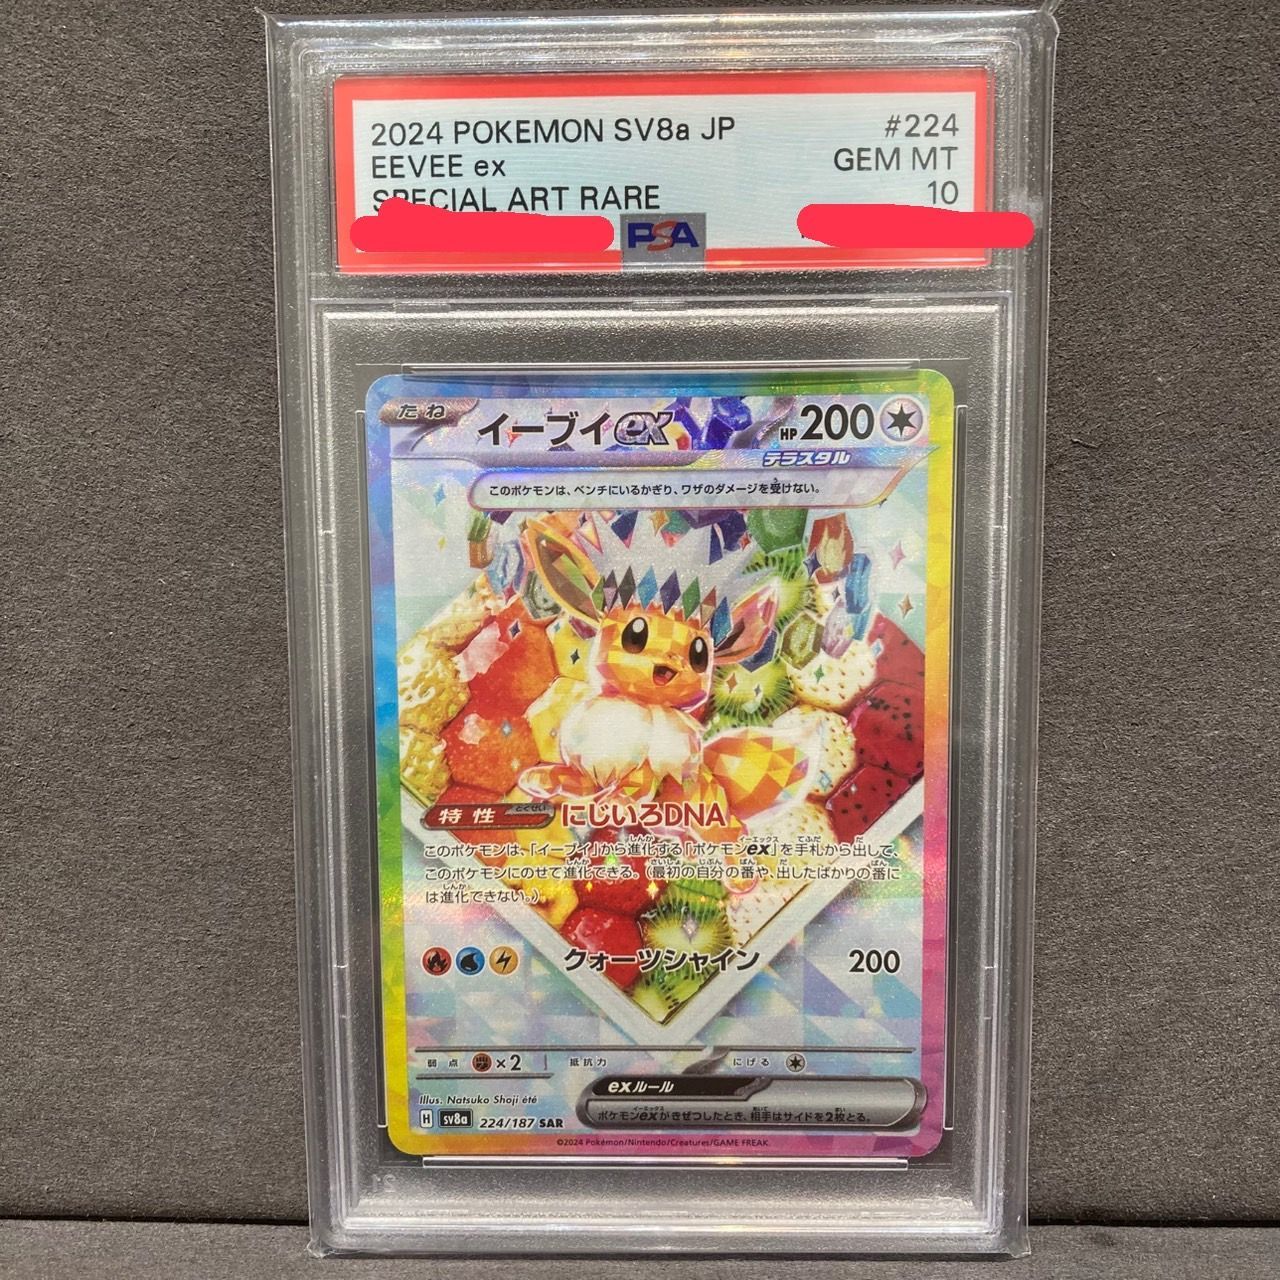 2024 POKEMON SV8a JP
#224
EEVEE ex
GEM MT
SPECIAL ART RARE
10
PSA
たね
イーブイex
HP 200
テラスタル
このポケモンは、ベンチにいるかぎり、ワザのダメージを受けない。
特性
とくせい
にじいろDNA
このポケモンは、「イーブイ」から進化する「ポケモンex」を手札から出して、
このポケモンにのせて進化できる。(最初の自分の番や、出したばかりの番に
は進化できない。)
クォーツシャイン
200
弱点
×2
抵抗力
にげる
exルール
ポケモンexがきぜつしたとき、相手はサイドを2枚とる。
Illus. Natsuko Shoji été
H sv8a 224/187 SAR
©2024 Pokémon/Nintendo/Creatures/GAME FREAK.